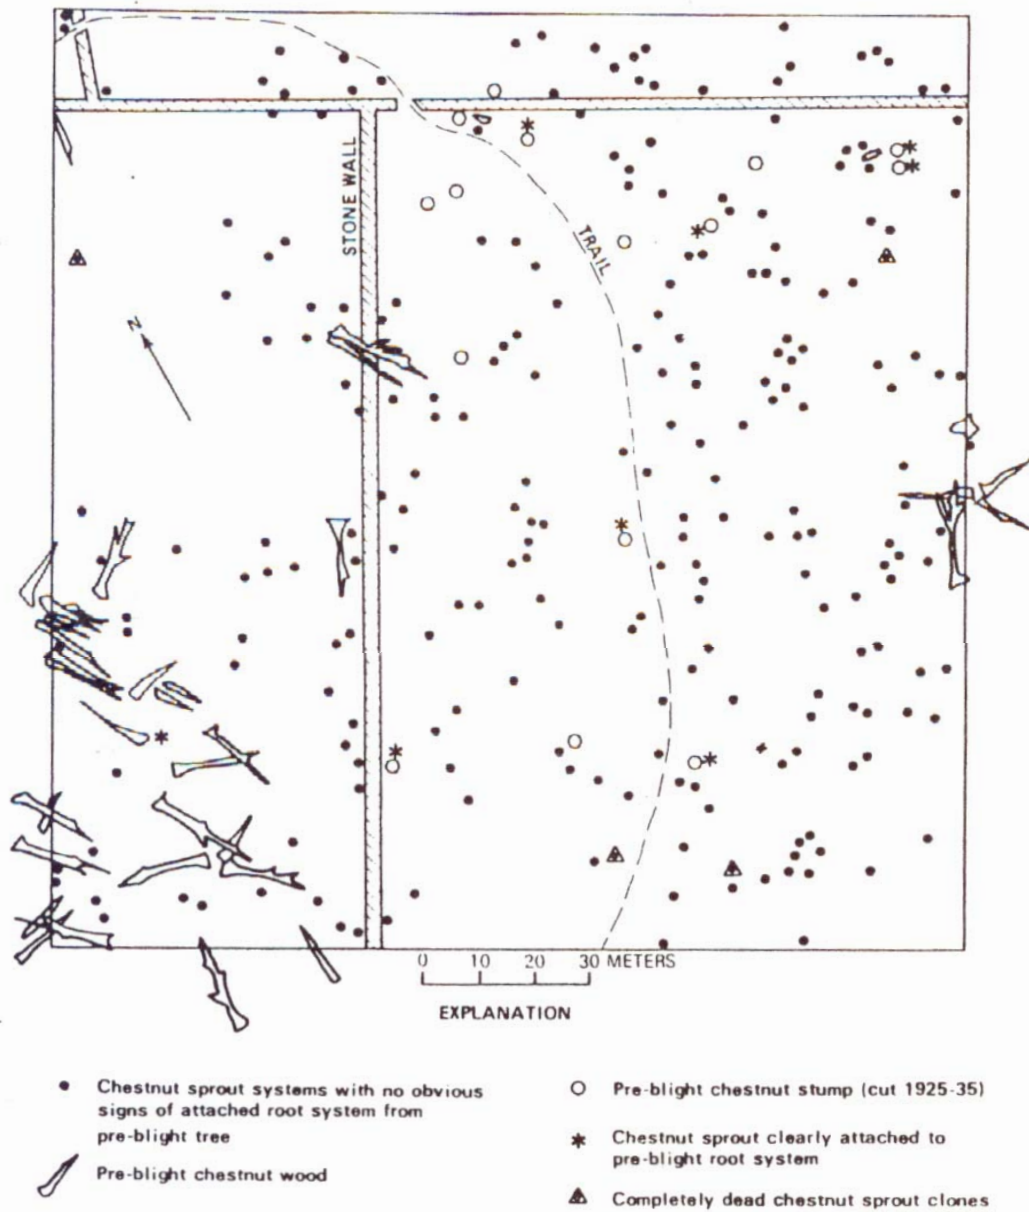 STONE WALL
TRAIL
N
0 10 20 30 METERS
EXPLANATION
Chestnut sprout systems with no obvious
signs of attached root system from
pre-blight tree
Pre-blight chestnut wood
Pre-blight chestnut stump (cut 1925-35)
Chestnut sprout clearly attached to
pre-blight root system
Completely dead chestnut sprout clones